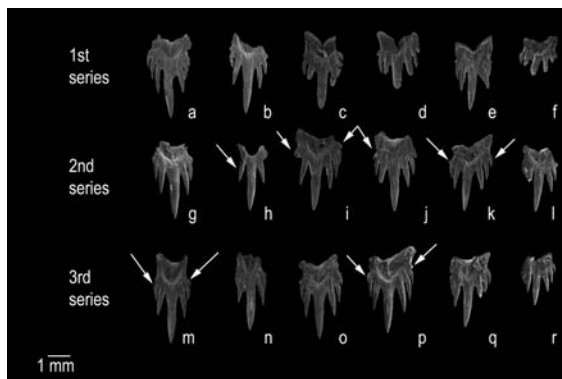 1st
series
a b c d e f
2nd
series
g h i j k l
3rd
series
m n o p q r
1 mm